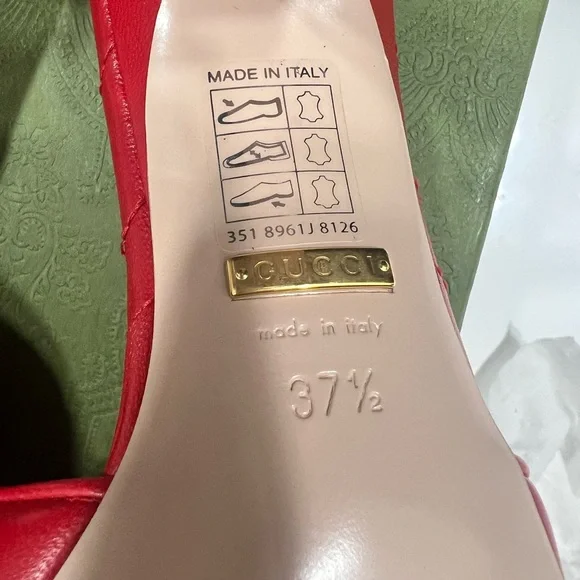 MADE IN ITALY
351 8961J 8126
GUCCI
made in italy
37½